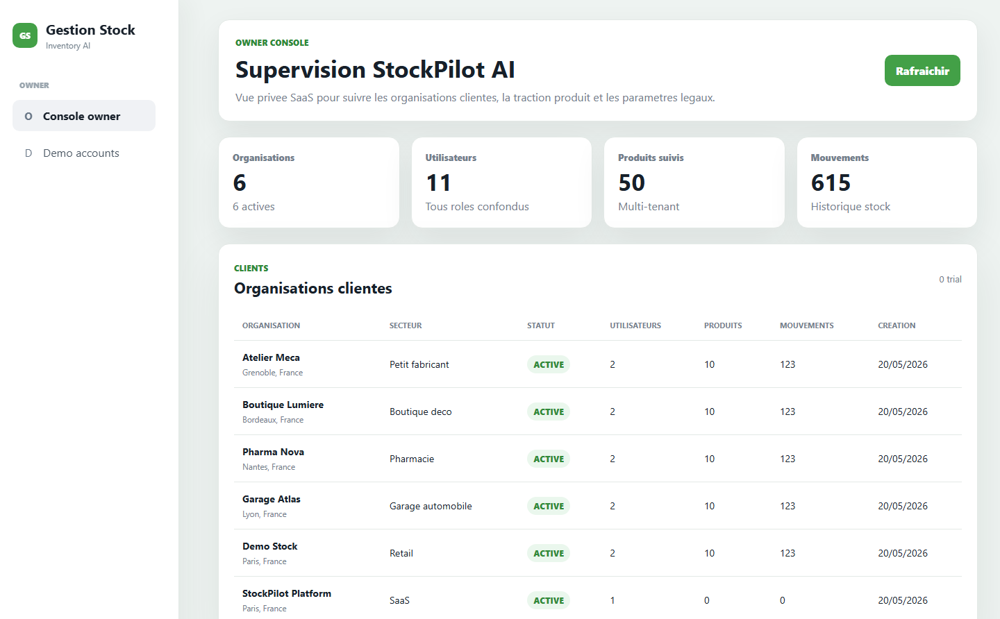 GS
Gestion Stock
Inventory AI
OWNER
O Console owner
D Demo accounts
OWNER CONSOLE
Supervision StockPilot AI
Vue privee SaaS pour suivre les organisations clientes, la traction produit et les parametres legaux.
Rafraichir
Organisations
6
6 actives
Utilisateurs
11
Tous roles confondus
Produits suivis
50
Multi-tenant
Mouvements
615
Historique stock
CLIENTS
Organisations clientes
0 trial
ORGANISATION SECTEUR STATUT UTILISATEURS PRODUITS MOUVEMENTS CREATION
Atelier Meca
Grenoble, France
Petit fabricant ACTIVE 2 10 123 20/05/2026
Boutique Lumiere
Bordeaux, France
Boutique deco ACTIVE 2 10 123 20/05/2026
Pharma Nova
Nantes, France
Pharmacie ACTIVE 2 10 123 20/05/2026
Garage Atlas
Lyon, France
Garage automobile ACTIVE 2 10 123 20/05/2026
Demo Stock
Paris, France
Retail ACTIVE 2 10 123 20/05/2026
StockPilot Platform
Paris, France
SaaS ACTIVE 1 0 0 20/05/2026